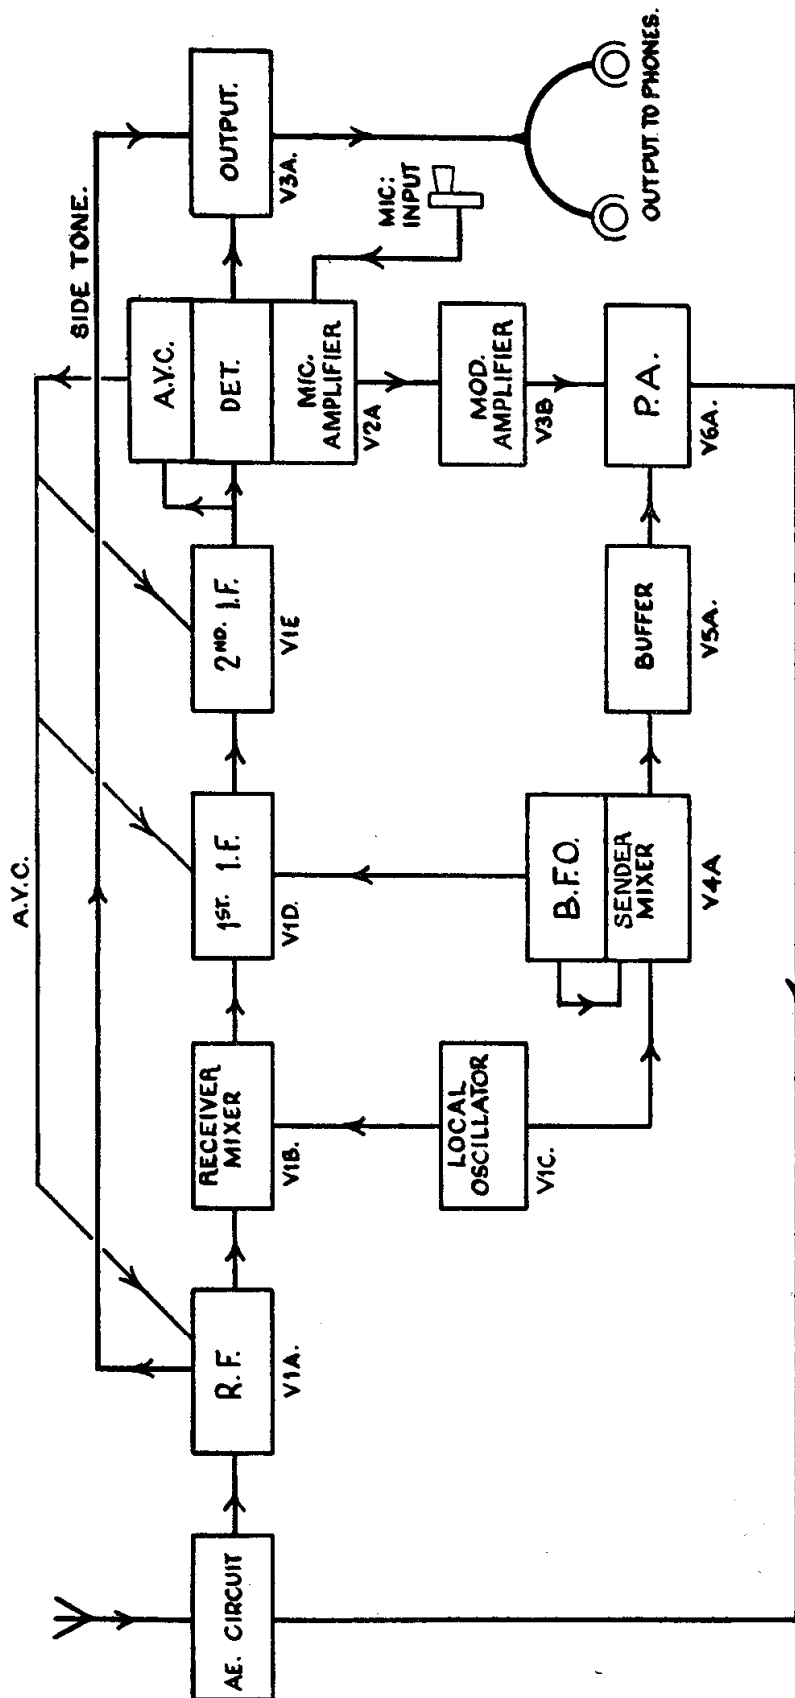 A.V.C.
SIDE TONE.
AE. CIRCUIT
R.F.
V1A.
RECEIVER
MIXER
V1B.
1ST. I.F.
V1D.
2ND. I.F.
V1E
A.V.C.
DET.
MIC.
AMPLIFIER
V2A
OUTPUT.
V3A.
MIC:
INPUT
OUTPUT TO PHONES.
LOCAL
OSCILLATOR
V1C.
MOD.
AMPLIFIER
V3B
B.F.O.
SENDER
MIXER
V4A
BUFFER
V5A.
P.A.
V6A.